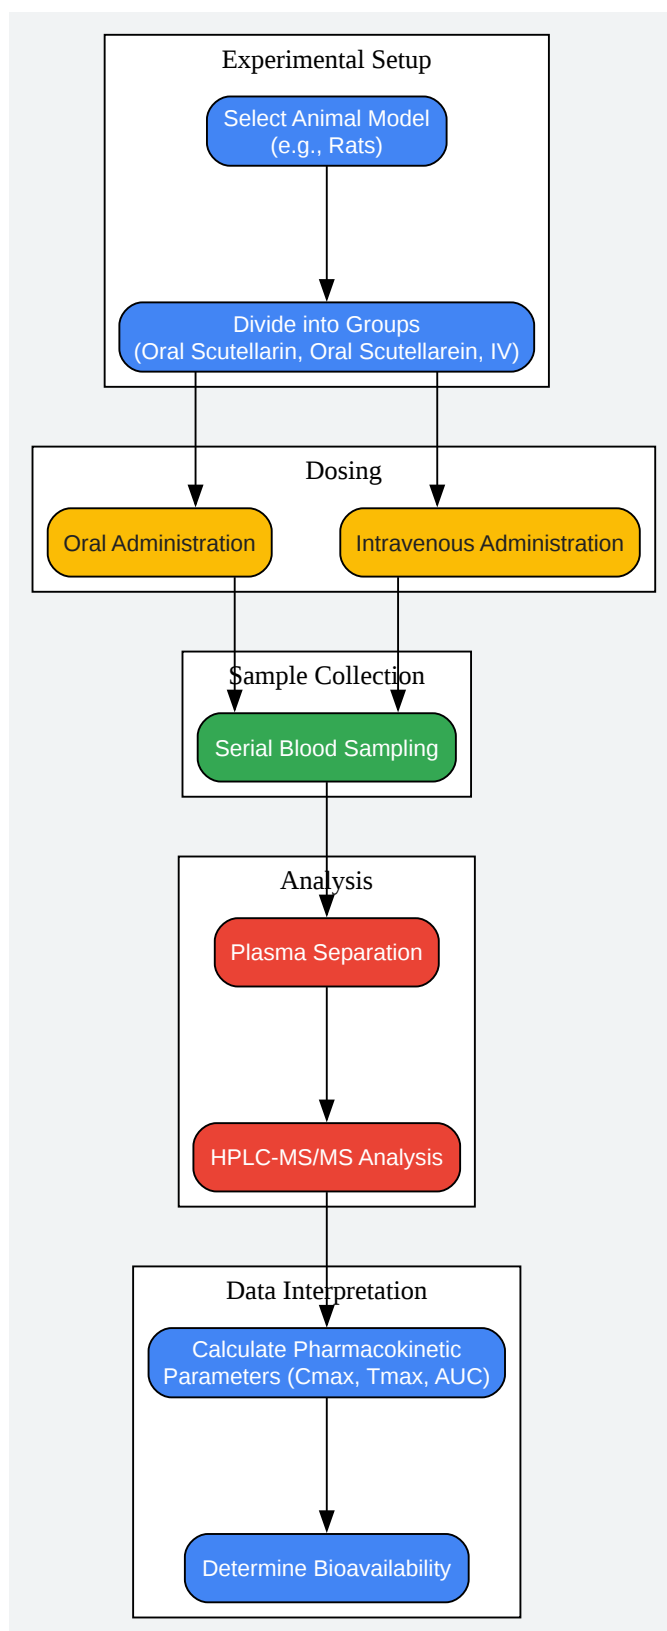 Experimental Setup
Select Animal Model
(e.g., Rats)
Divide into Groups
(Oral Scutellarin, Oral Scutellarein, IV)
Dosing
Oral Administration
Intravenous Administration
Sample Collection
Serial Blood Sampling
Analysis
Plasma Separation
HPLC-MS/MS Analysis
Data Interpretation
Calculate Pharmacokinetic
Parameters (Cmax, Tmax, AUC)
Determine Bioavailability